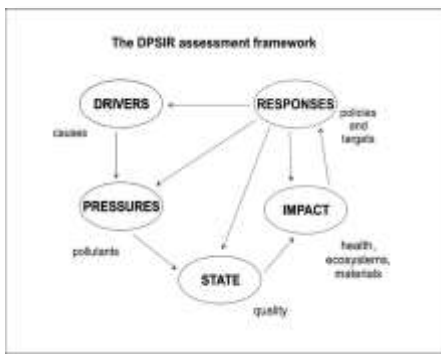 The DPSIR assessment framework
DRIVERS
RESPONSES
causes
policies
and
targets
PRESSURES
IMPACT
pollutants
health,
ecosystems,
materials
STATE
quality